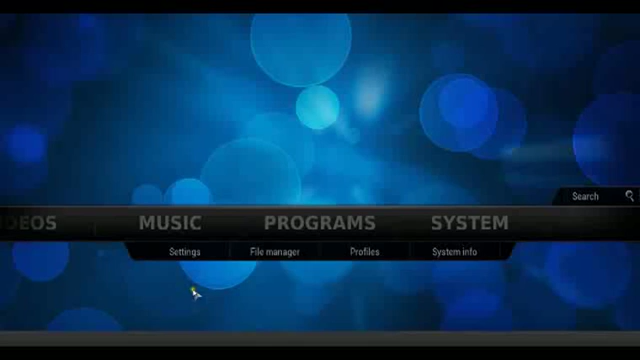 Search
DEOS MUSIC PROGRAMS SYSTEM
Settings File manager Profiles System info